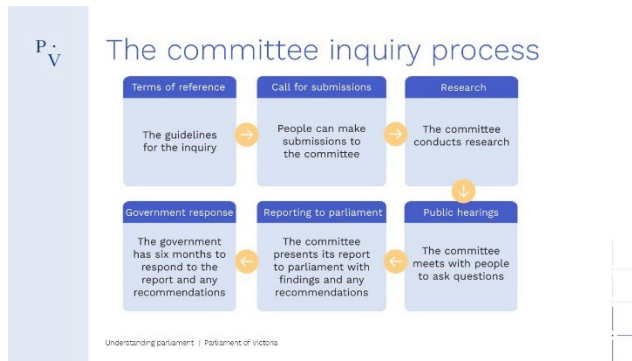 P.
V
The committee inquiry process
Terms of reference
The guidelines
for the inquiry
Call for submissions
People can make
submissions to
the committee
Research
The committee
conducts research
Public hearings
The committee
meets with people
to ask questions
Reporting to parliament
The committee
presents its report
to parliament with
findings and any
recommendations
Government response
The government
has six months to
respond to the
report and any
recommendations
Understanding parliament | Parliament of Victoria